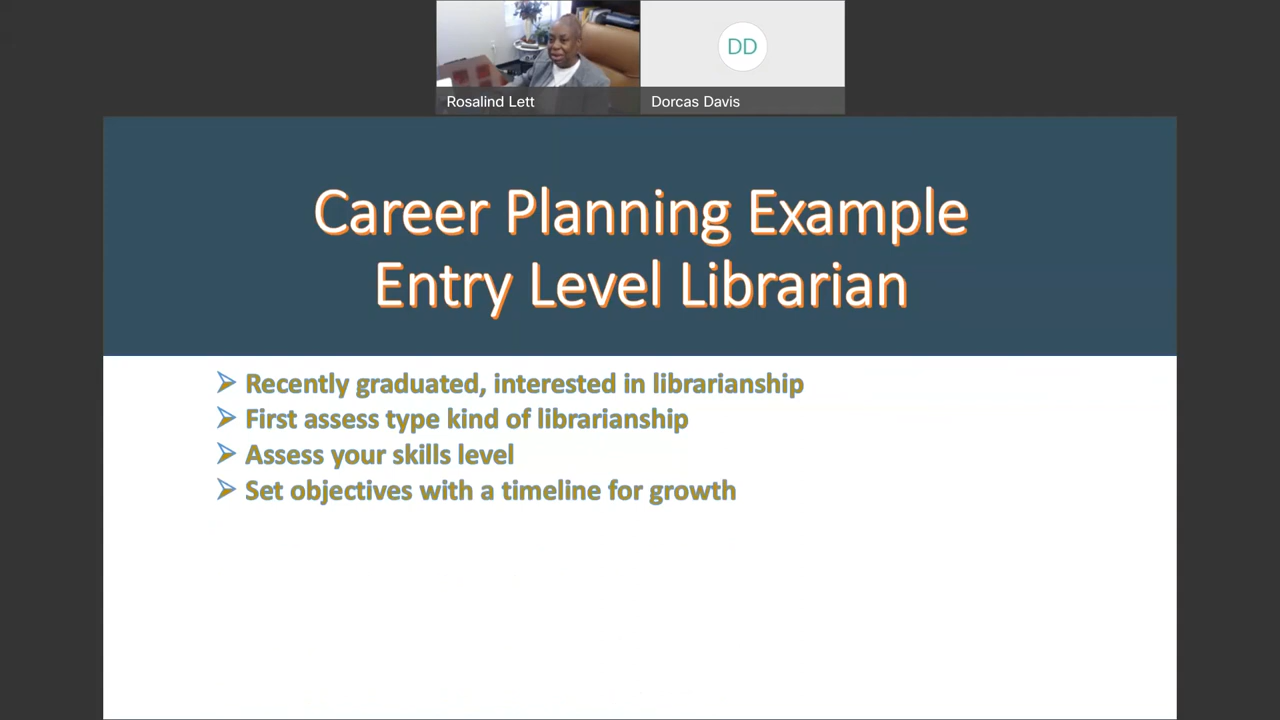 DD
Rosalind Lett
Dorcas Davis
Career Planning Example
Entry Level Librarian
Recently graduated, interested in librarianship
First assess type kind of librarianship
Assess your skills level
Set objectives with a timeline for growth